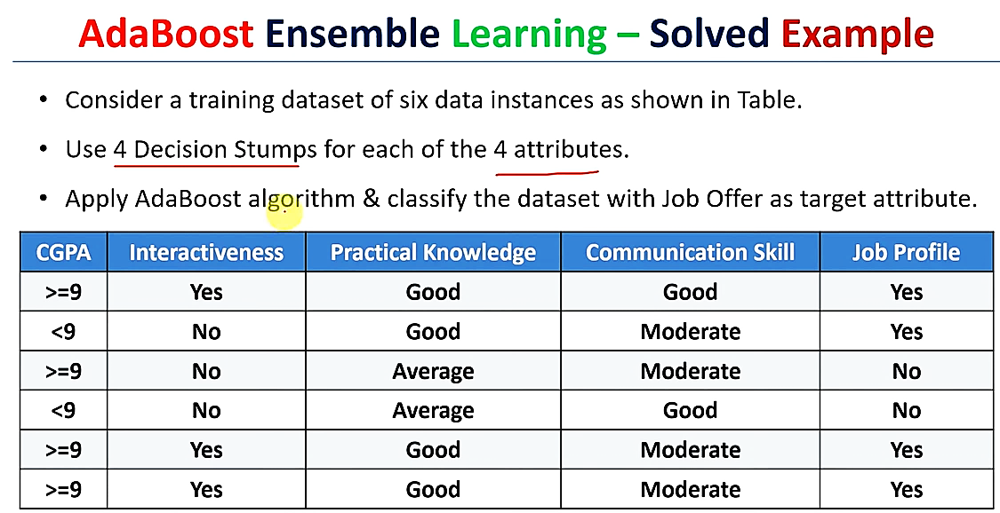 AdaBoost Ensemble Learning – Solved Example
• Consider a training dataset of six data instances as shown in Table.
• Use 4 Decision Stumps for each of the 4 attributes.
• Apply AdaBoost algorithm & classify the dataset with Job Offer as target attribute.
CGPA Interactiveness Practical Knowledge Communication Skill Job Profile
>=9 Yes Good Good Yes
<9 No Good Moderate Yes
>=9 No Average Moderate No
<9 No Average Good No
>=9 Yes Good Moderate Yes
>=9 Yes Good Moderate Yes